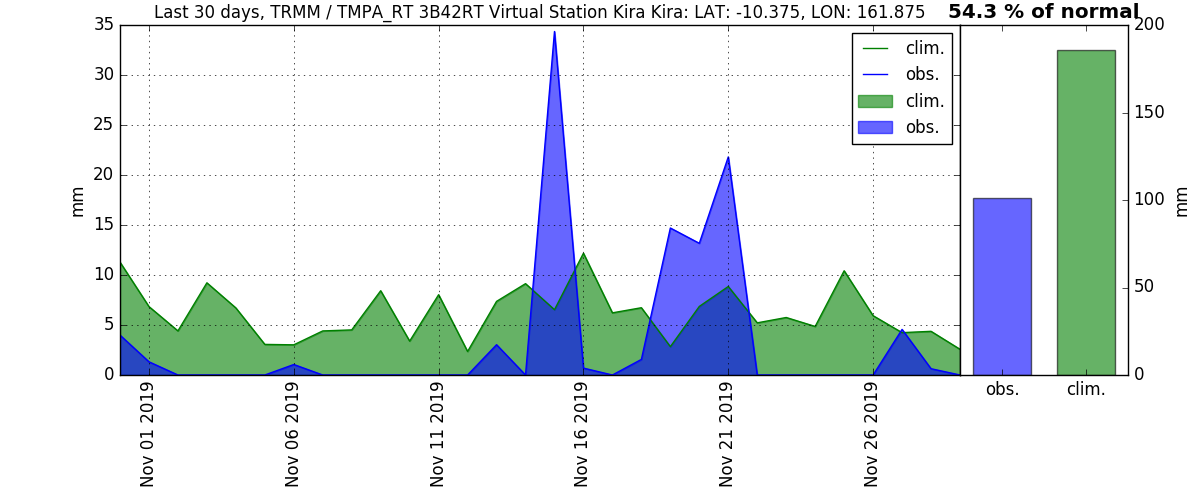 Last 30 days, TRMM / TMPA_RT 3B42RT Virtual Station Kira Kira: LAT: -10.375, LON: 161.875
54.3 % of normal
35
30
25
20
15
10
5
0
mm
clim.
obs.
clim.
obs.
Nov 01 2019
Nov 06 2019
Nov 11 2019
Nov 16 2019
Nov 21 2019
Nov 26 2019
200
150
100
50
0
mm
obs.
clim.